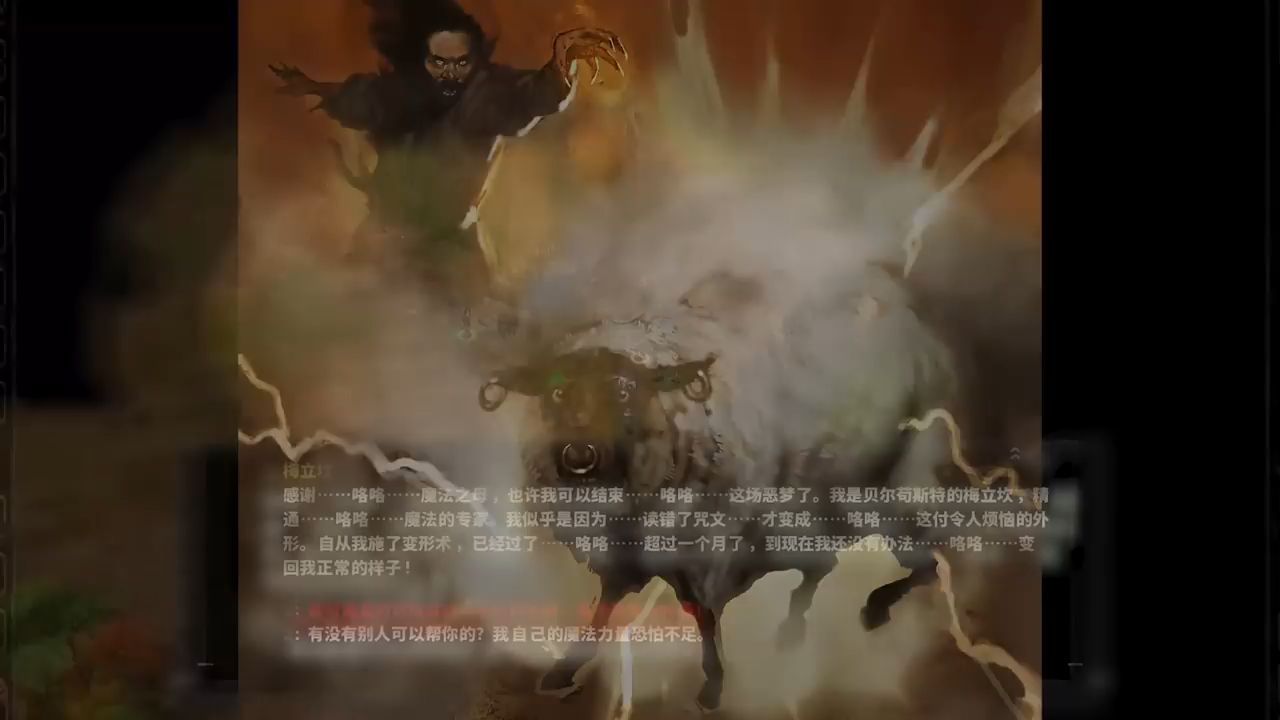 梅立坎
感谢……咯咯……魔法之母，也许我可以结束……咯咯……这场恶梦了。我是贝尔苟斯特的梅立坎，精
通……咯咯……魔法的专家。我似乎是因为……读错了咒文……才变成……咯咯……这付令人烦恼的外
形。自从我施了变形术，已经过了……咯咯……超过一个月了，到现在我还没有办法……咯咯……变
回我正常的样子！
：有没有别人可以帮你的？我自己的魔法力量恐怕不足。